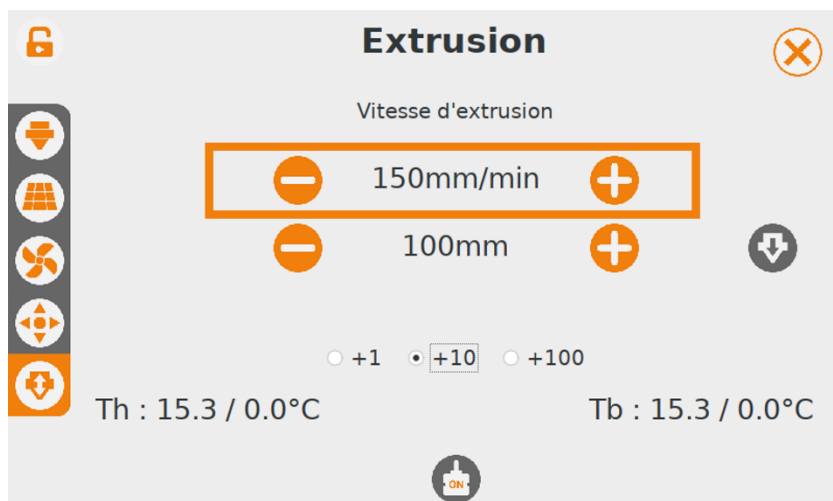 Extrusion
Vitesse d'extrusion
150mm/min
100mm
+1 +10 +100
Th : 15.3 / 0.0°C Tb : 15.3 / 0.0°C
ON